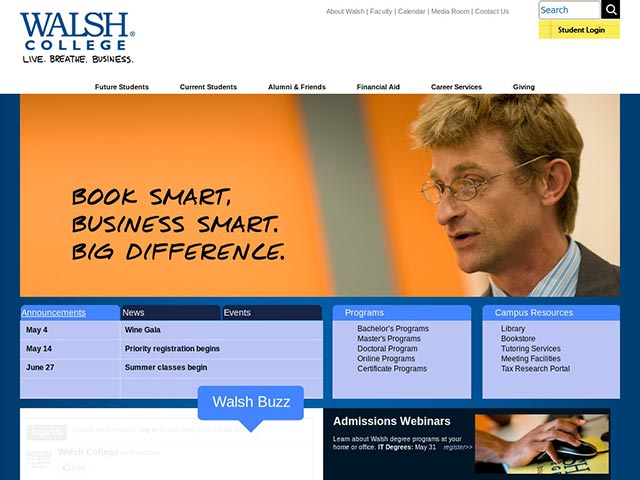 WALSH®
COLLEGE
LIVE. BREATHE. BUSINESS.
About Walsh | Faculty | Calendar | Media Room | Contact Us
Search
Student Login
Future Students
Current Students
Alumni & Friends
Financial Aid
Career Services
Giving
BOOK SMART,
BUSINESS SMART.
BIG DIFFERENCE.
Announcements
News
Events
May 4 Wine Gala
May 14 Priority registration begins
June 27 Summer classes begin
Programs
Bachelor's Programs
Master's Programs
Doctoral Program
Online Programs
Certificate Programs
Campus Resources
Library
Bookstore
Tutoring Services
Meeting Facilities
Tax Research Portal
Walsh Buzz
Sign Up
Create an account or log in to see what your friends
WALSH
Walsh College on Facebook
Like
Admissions Webinars
Learn about Walsh degree programs at your
home or office. IT Degrees: May 31 register>>